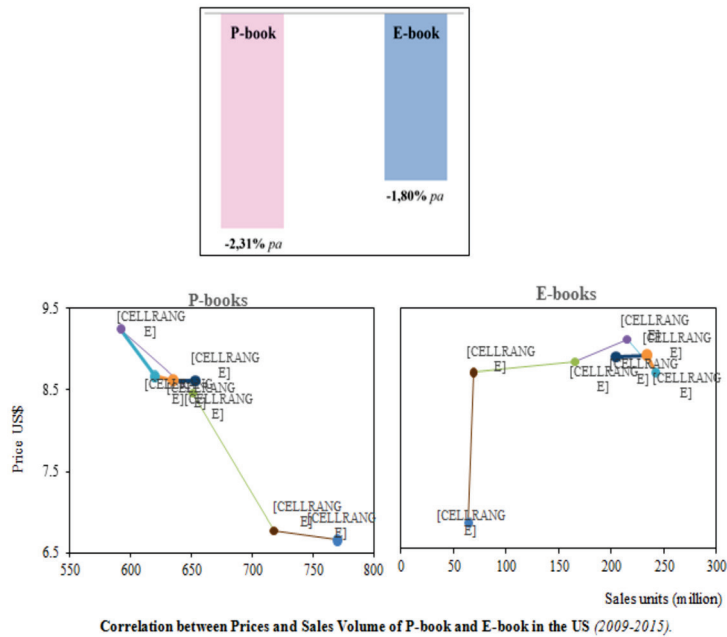 P-book
E-book
-1,80% pa
-2,31% pa
P-books
E-books
Price US$
9.5
8.5
7.5
6.5
[CELLRANG
E]
[CELLRANG
E]
[CELLRANG
E]
[CELLRANG
E]
[CELLRANG
E]
[CELLRANG
E]
550
600
650
700
750
800
[CELLRANG
E]
[CELLRANG
E]
[CELLRANG
E]
[CELLRANG
E]
[CELLRANG
E]
[CELLRANG
E]
[CELLRANG
E]
0
50
100
150
200
250
300
Sales units (million)
Correlation between Prices and Sales Volume of P-book and E-book in the US (2009-2015).